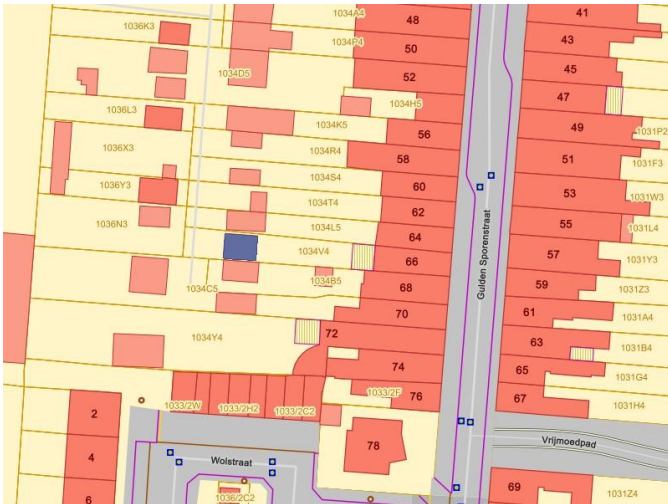 1034A4
48
41
1036K3
1034P4
43
50
45
1034D5
52
47
1034H5
1036L3
49
1034K5
56
1031P2
1036X3
1034R4
58
51
1031F3
1034S4
60
1036Y3
53
1031W3
1034T4
62
1036N3
1034L5
64
55
1031L4
1034V4
66
57
1031Y3
Gulden Sporenstraat
1034C5
1034B5
68
59
1031Z3
70
61
1031A4
1034Y4
72
63
1031B4
74
65
1031G4
1033/2F
76
67
1031H4
1033/2W
1033/2H2
1033/2C2
2
78
Vrijmoedpad
4
Wolstraat
6
1036/2C2
69
1031Z4